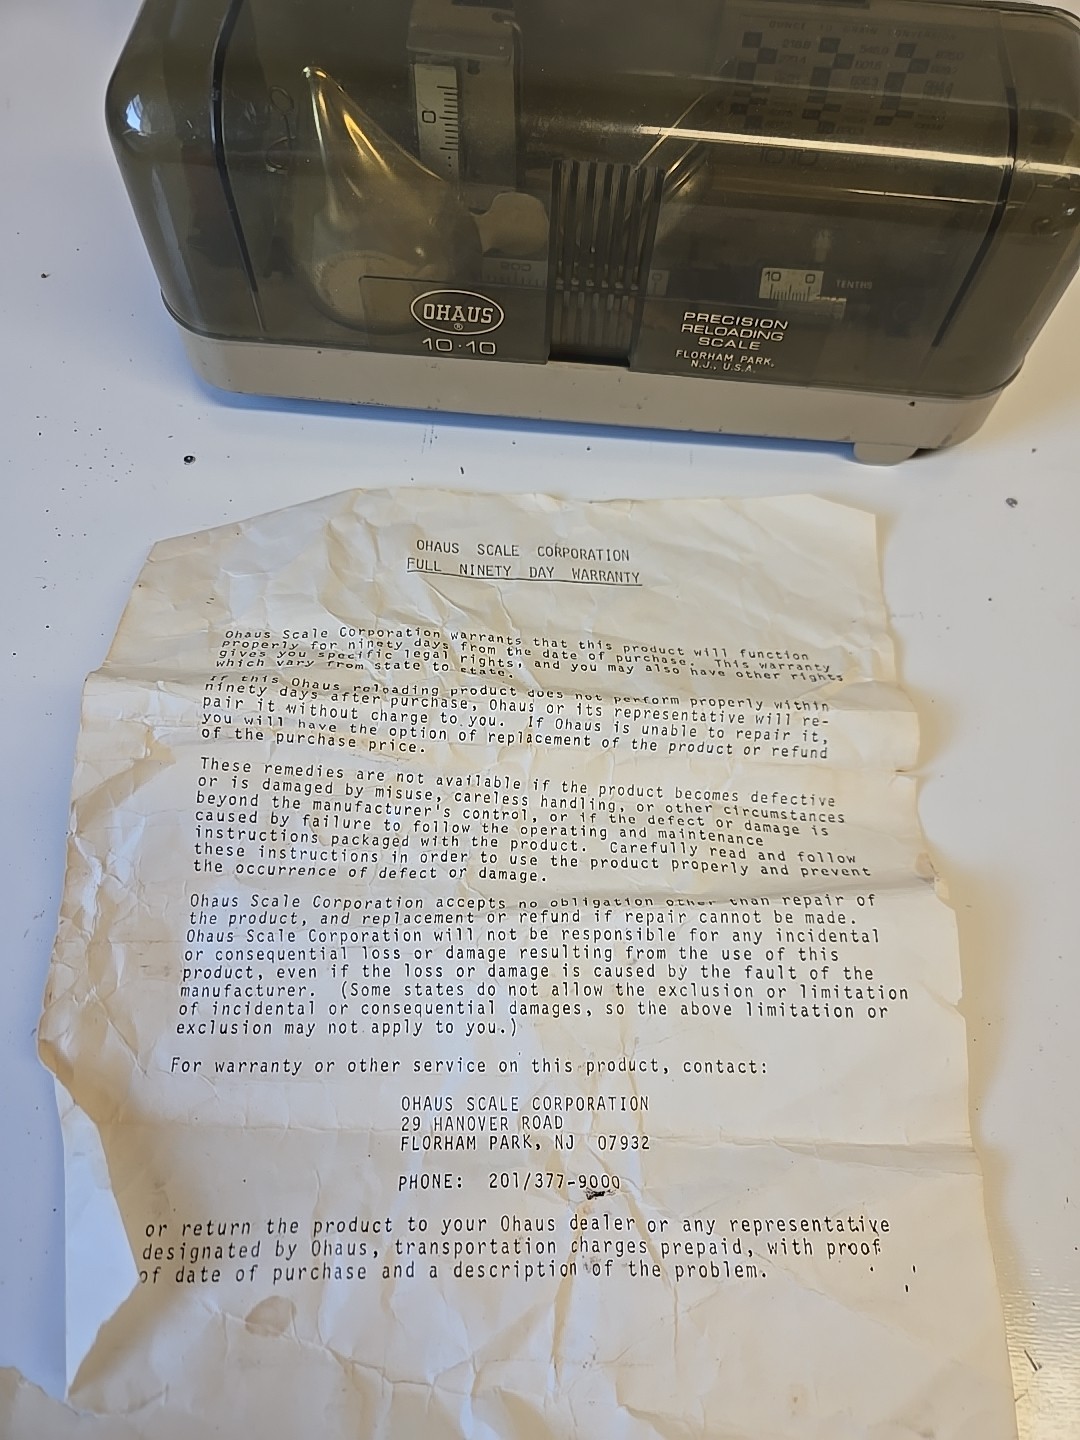 OUNCE TO GRAIN CONVERSION
0
500
10 0
TENTHS
OHAUS
®
10·10
PRECISION
RELOADING
SCALE
FLORHAM PARK,
N.J., U.S.A.
OHAUS SCALE CORPORATION
FULL NINETY DAY WARRANTY
Ohaus Scale Corporation warrants that this product will function
properly for ninety days from the date of purchase. This warranty
gives you specific legal rights, and you may also have other rights
which vary from state to state.
If this Ohaus reloading product does not perform properly within
ninety days after purchase, Ohaus or its representative will re-
pair it without charge to you. If Ohaus is unable to repair it,
you will have the option of replacement of the product or refund
of the purchase price.
These remedies are not available if the product becomes defective
or is damaged by misuse, careless handling, or other circumstances
beyond the manufacturer's control, or if the defect or damage is
caused by failure to follow the operating and maintenance
instructions packaged with the product. Carefully read and follow
these instructions in order to use the product properly and prevent
the occurrence of defect or damage.
Ohaus Scale Corporation accepts no obligation other than repair of
the product, and replacement or refund if repair cannot be made.
Ohaus Scale Corporation will not be responsible for any incidental
or consequential loss or damage resulting from the use of this
product, even if the loss or damage is caused by the fault of the
manufacturer. (Some states do not allow the exclusion or limitation
of incidental or consequential damages, so the above limitation or
exclusion may not apply to you.)
For warranty or other service on this product, contact:
OHAUS SCALE CORPORATION
29 HANOVER ROAD
FLORHAM PARK, NJ 07932
PHONE: 201/377-9000
or return the product to your Ohaus dealer or any representative
designated by Ohaus, transportation charges prepaid, with proof
of date of purchase and a description of the problem.